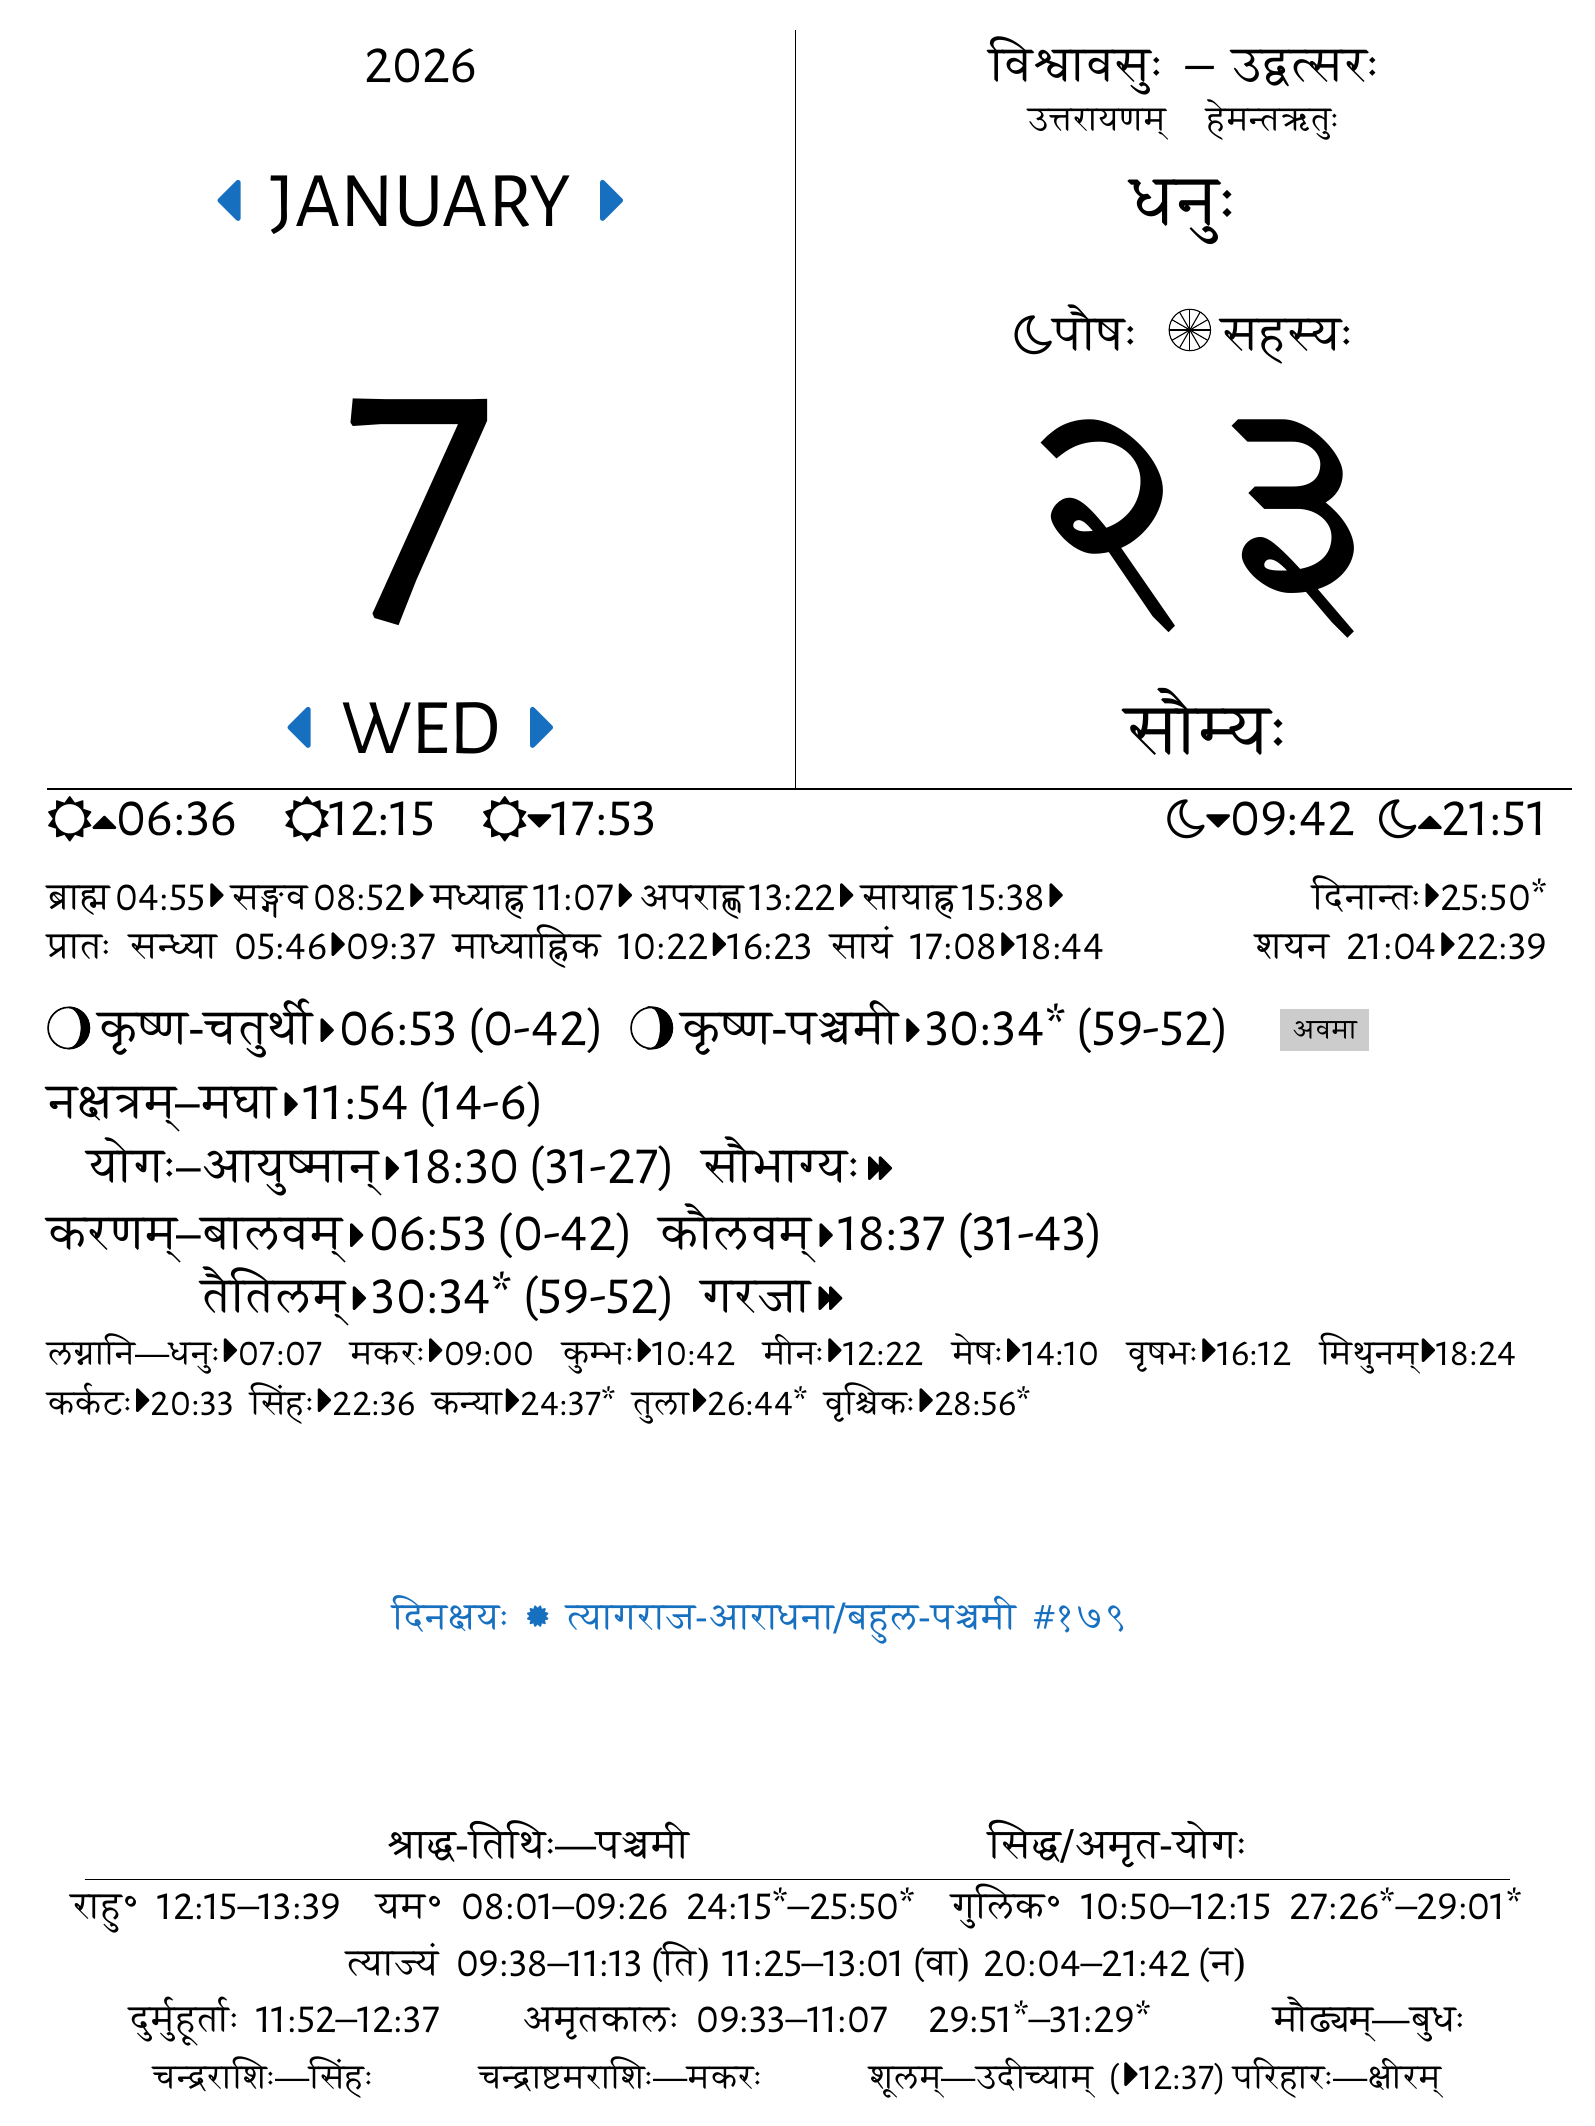 2026
JANUARY
7
WED
विश्वावसुः – उद्वत्सरः
उत्तरायणम् हेमन्तऋतुः
धनुः
पौषः सहस्यः
२३
सौम्यः
06:36 12:15 17:53 09:42 21:51
ब्राह्म 04:55 सङ्गव 08:52 मध्याह्न 11:07 अपराह्ण 13:22 सायाह्न 15:38 दिनान्तः 25:50*
प्रातः सन्ध्या 05:46 09:37 माध्याह्निक 10:22 16:23 सायं 17:08 18:44 शयन 21:04 22:39
कृष्ण-चतुर्थी 06:53 (0-42) कृष्ण-पञ्चमी 30:34* (59-52) अवमा
नक्षत्रम्–मघा 11:54 (14-6)
योगः–आयुष्मान् 18:30 (31-27) सौभाग्यः
करणम्–बालवम् 06:53 (0-42) कौलवम् 18:37 (31-43)
तैतिलम् 30:34* (59-52) गरजा
लग्नानि—धनुः 07:07 मकरः 09:00 कुम्भः 10:42 मीनः 12:22 मेषः 14:10 वृषभः 16:12 मिथुनम् 18:24
कर्कटः 20:33 सिंहः 22:36 कन्या 24:37* तुला 26:44* वृश्चिकः 28:56*
दिनक्षयः त्यागराज-आराधना/बहुल-पञ्चमी #१७९
श्राद्ध-तिथिः—पञ्चमी सिद्ध/अमृत-योगः
राहु॰ 12:15–13:39 यम॰ 08:01–09:26 24:15*–25:50* गुलिक॰ 10:50–12:15 27:26*–29:01*
त्याज्यं 09:38–11:13 (ति) 11:25–13:01 (वा) 20:04–21:42 (न)
दुर्मुहूर्ताः 11:52–12:37 अमृतकालः 09:33–11:07 29:51*–31:29* मौढ्यम्—बुधः
चन्द्रराशिः—सिंहः चन्द्राष्टमराशिः—मकरः शूलम्—उदीच्याम् (12:37) परिहारः—क्षीरम्